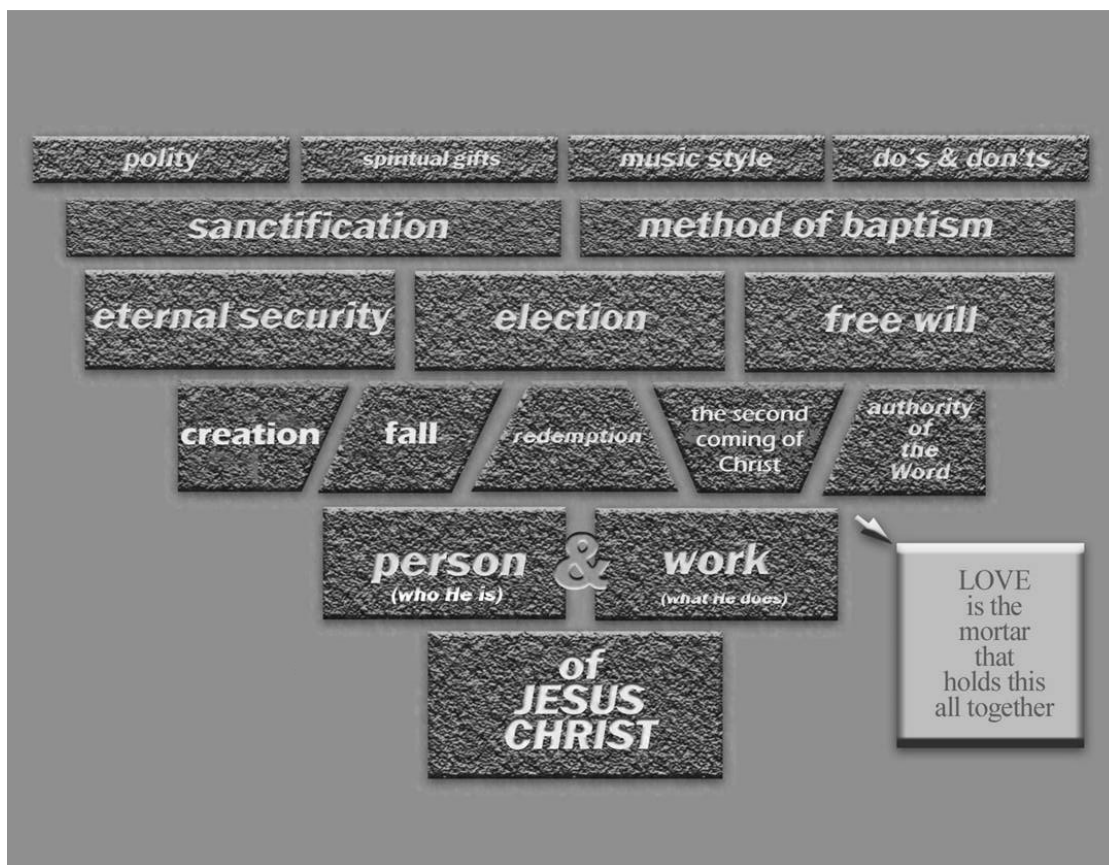 polity
spiritual gifts
music style
do's & don'ts
sanctification
method of baptism
eternal security
election
free will
creation
fall
redemption
the second
coming of
Christ
authority
of
the
Word
person
(who He is)
&
work
(what He does)
of
JESUS
CHRIST
LOVE
is the
mortar
that
holds this
all together